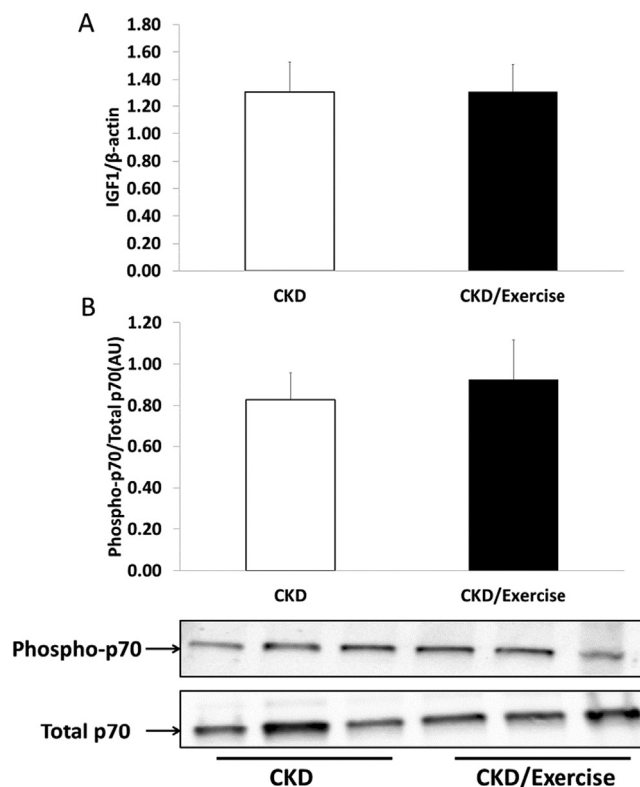 A
IGF1/β-actin
1.60
1.40
1.20
1.00
0.80
0.60
0.40
0.20
0.00
CKD CKD/Exercise
B
Phospho-p70/Total p70(AU)
1.20
1.00
0.80
0.60
0.40
0.20
0.00
CKD CKD/Exercise
Phospho-p70
Total p70
CKD CKD/Exercise